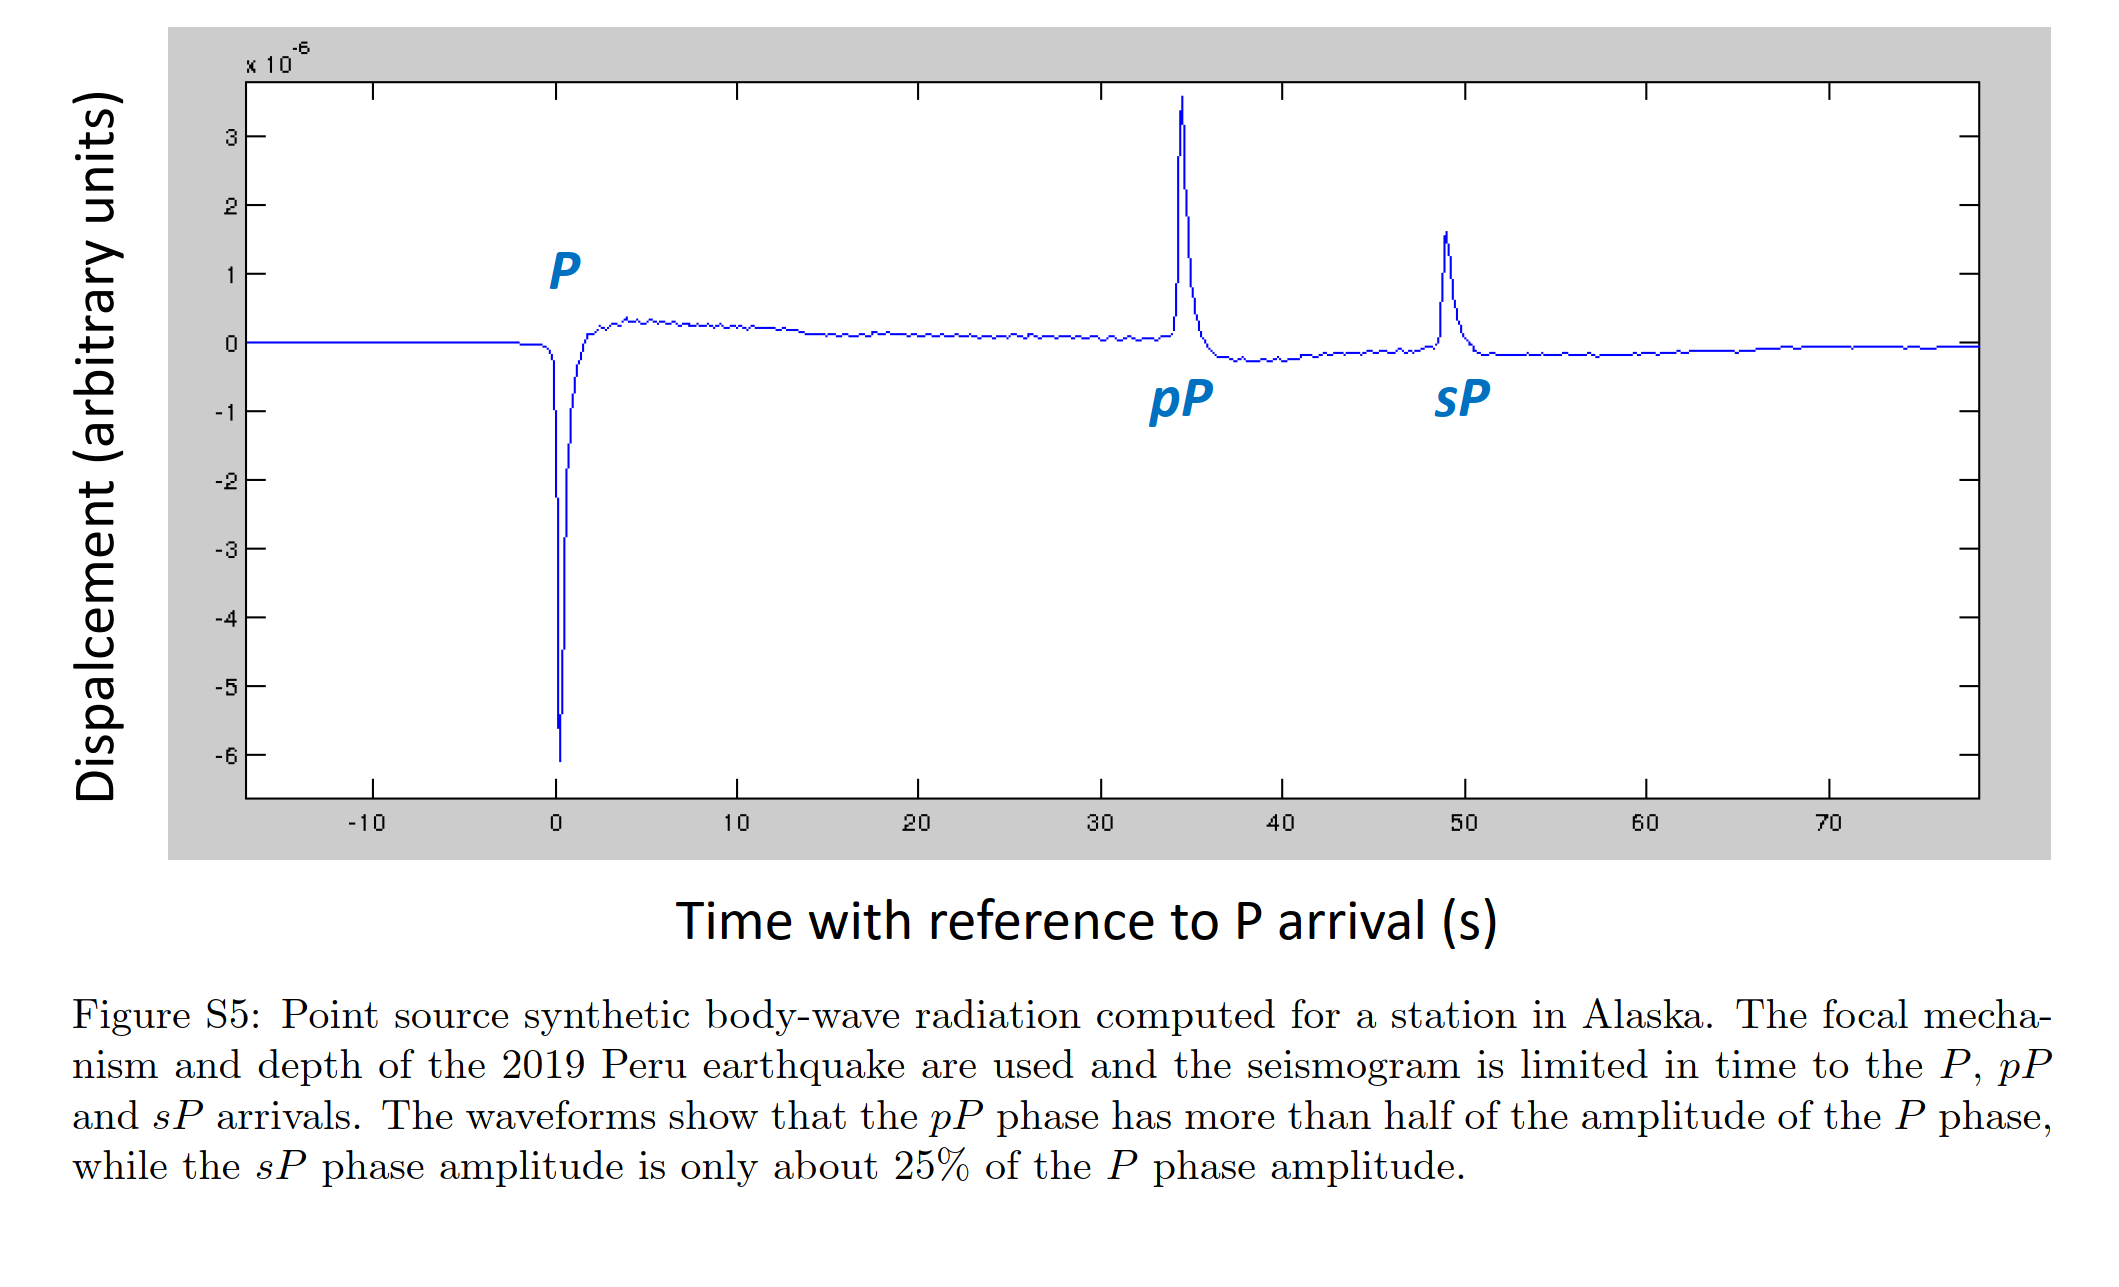 x 10-6
3
2
1
0
-1
-2
-3
-4
-5
-6
P
pP
sP
-10 0 10 20 30 40 50 60 70
Dispalcement (arbitrary units)
Time with reference to P arrival (s)
Figure S5: Point source synthetic body-wave radiation computed for a station in Alaska. The focal mecha-
nism and depth of the 2019 Peru earthquake are used and the seismogram is limited in time to the P, pP
and sP arrivals. The waveforms show that the pP phase has more than half of the amplitude of the P phase,
while the sP phase amplitude is only about 25% of the P phase amplitude.